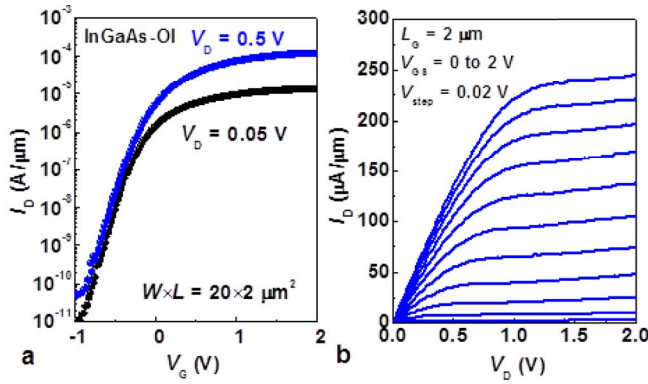 10⁻³
10⁻⁴
10⁻⁵
10⁻⁶
10⁻⁷
10⁻⁸
10⁻⁹
10⁻¹⁰
10⁻¹¹
I_D (A/μm)
InGaAs-OI
V_D = 0.5 V
V_D = 0.05 V
W×L = 20×2 μm²
-1 0 1 2
V_G (V)
a
300
250
200
150
100
50
0
I_D (μA/μm)
L_G = 2 μm
V_GS = 0 to 2 V
V_step = 0.02 V
0.0 0.5 1.0 1.5 2.0
V_D (V)
b